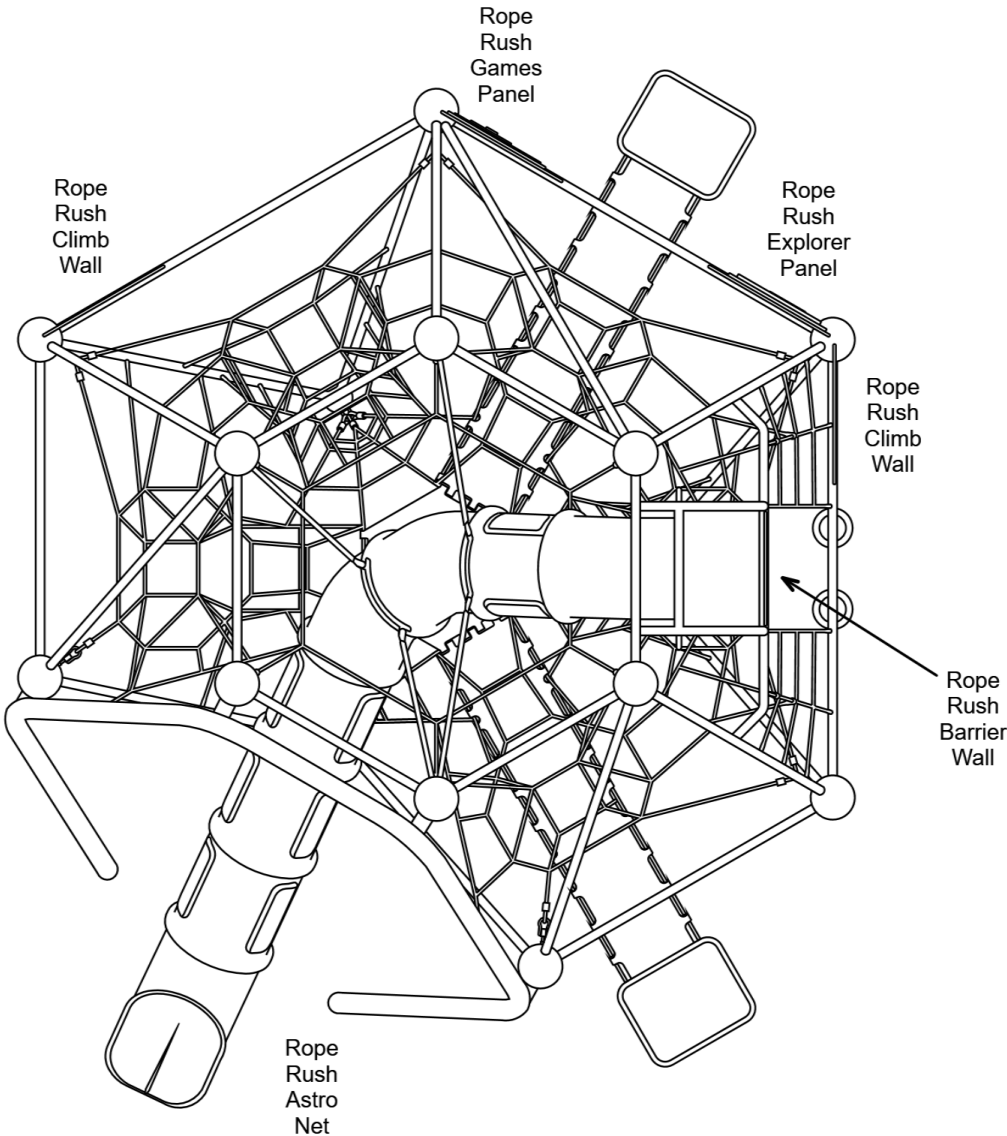 Rope
Rush
Games
Panel
Rope
Rush
Climb
Wall
Rope
Rush
Explorer
Panel
Rope
Rush
Climb
Wall
Rope
Rush
Barrier
Wall
Rope
Rush
Astro
Net